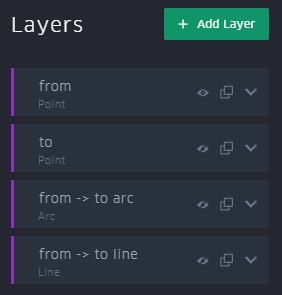 Layers
+ Add Layer
from
Point
to
Point
from -> to arc
Arc
from -> to line
Line